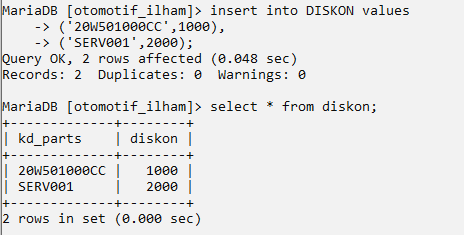 MariaDB [otomotif_ilham]> insert into DISKON values
    -> ('20W501000CC',1000),
    -> ('SERV001',2000);
Query OK, 2 rows affected (0.048 sec)
Records: 2  Duplicates: 0  Warnings: 0

MariaDB [otomotif_ilham]> select * from diskon;
+-------------+--------+
| kd_parts    | diskon |
+-------------+--------+
| 20W501000CC |   1000 |
| SERV001     |   2000 |
+-------------+--------+
2 rows in set (0.000 sec)